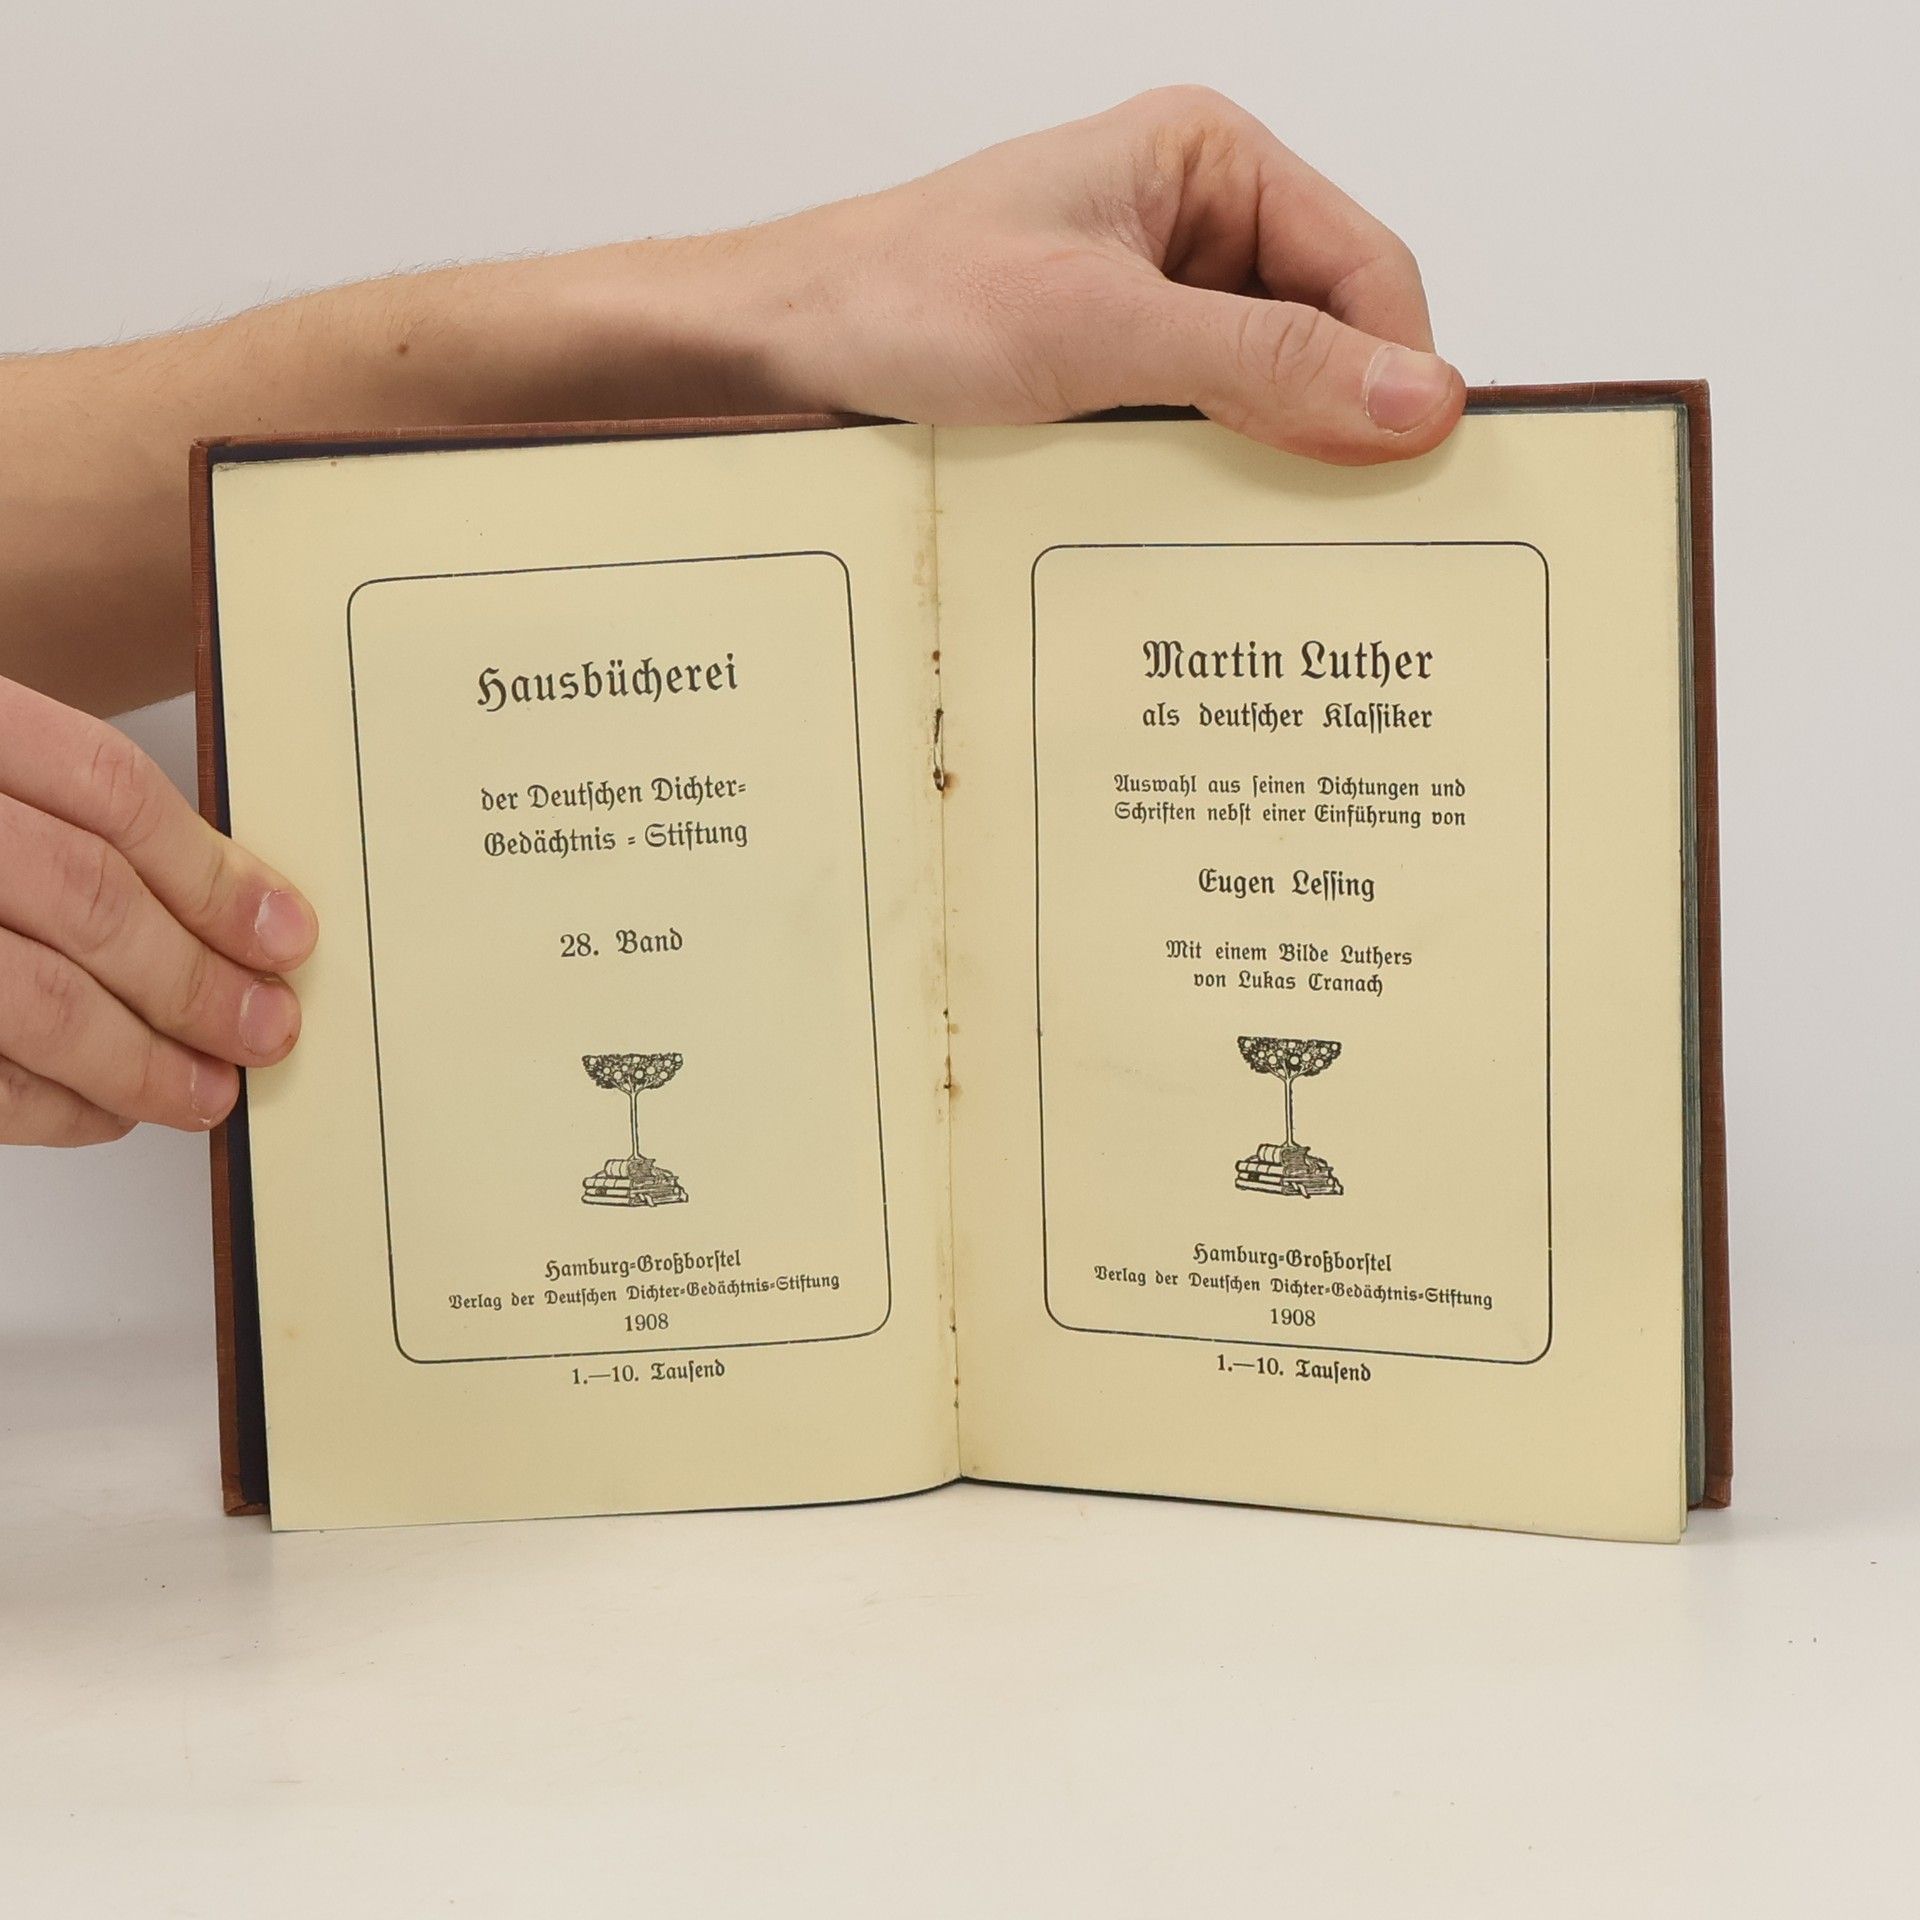 Hausbücherei
der Deutschen Dichter-
Gedächtnis-Stiftung
28. Band
Hamburg-Großborstel
Verlag der Deutschen Dichter-Gedächtnis-Stiftung
1908
1.—10. Tausend
Martin Luther
als deutscher Klassiker
Auswahl aus seinen Dichtungen und
Schriften nebst einer Einführung von
Eugen Lessing
Mit einem Bilde Luthers
von Lukas Cranach
Hamburg-Großborstel
Verlag der Deutschen Dichter-Gedächtnis-Stiftung
1908
1.—10. Tausend